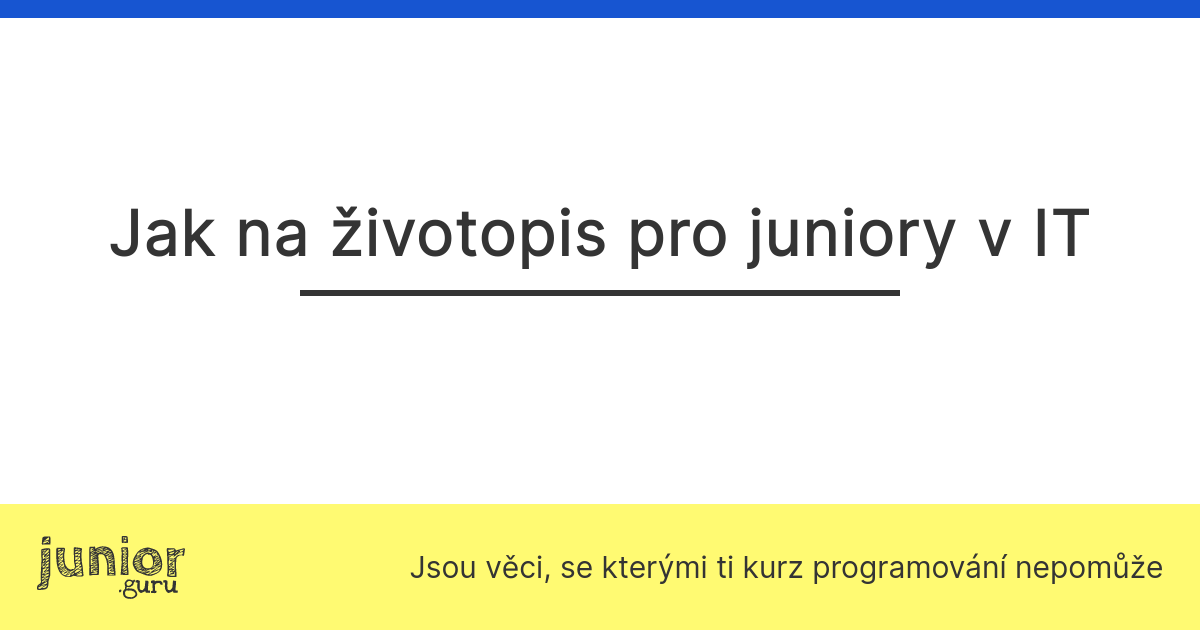 Jak na životopis pro juniory v IT
junior
.guru
Jsou věci, se kterými ti kurz programování nepomůže